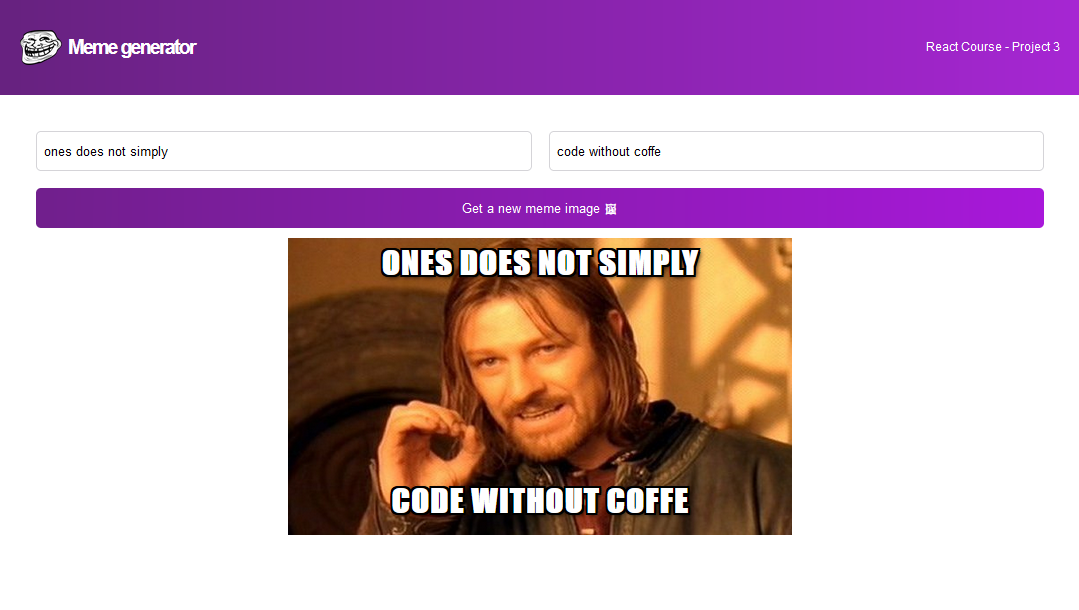 Meme generator
React Course - Project 3
ones does not simply
code without coffe
Get a new meme image 🖼
ONES DOES NOT SIMPLY
CODE WITHOUT COFFE